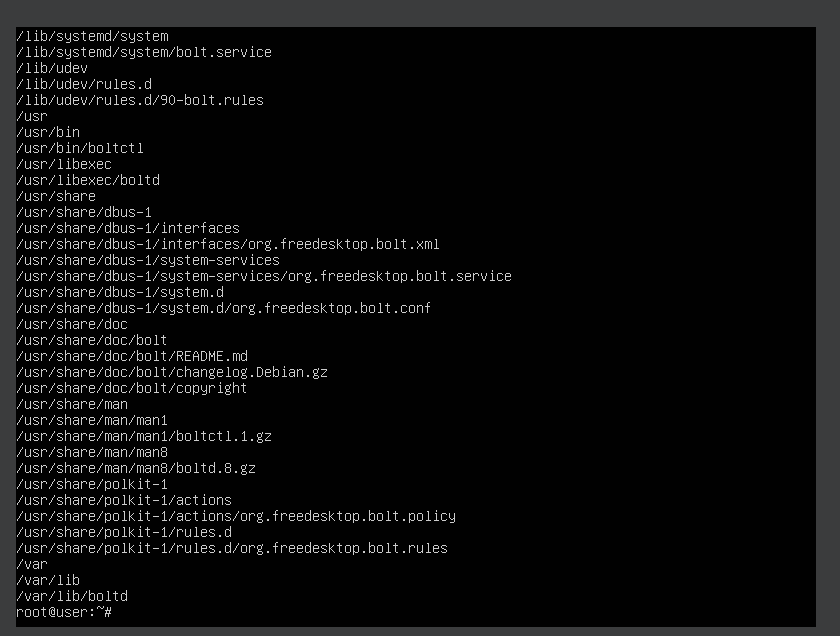 /lib/systemd/system
/lib/systemd/system/bolt.service
/lib/udev
/lib/udev/rules.d
/lib/udev/rules.d/90-bolt.rules
/usr
/usr/bin
/usr/bin/boltctl
/usr/libexec
/usr/libexec/boltd
/usr/share
/usr/share/dbus-1
/usr/share/dbus-1/interfaces
/usr/share/dbus-1/interfaces/org.freedesktop.bolt.xml
/usr/share/dbus-1/system-services
/usr/share/dbus-1/system-services/org.freedesktop.bolt.service
/usr/share/dbus-1/system.d
/usr/share/dbus-1/system.d/org.freedesktop.bolt.conf
/usr/share/doc
/usr/share/doc/bolt
/usr/share/doc/bolt/README.md
/usr/share/doc/bolt/changelog.Debian.gz
/usr/share/doc/bolt/copyright
/usr/share/man
/usr/share/man/man1
/usr/share/man/man1/boltctl.1.gz
/usr/share/man/man8
/usr/share/man/man8/boltd.8.gz
/usr/share/polkit-1
/usr/share/polkit-1/actions
/usr/share/polkit-1/actions/org.freedesktop.bolt.policy
/usr/share/polkit-1/rules.d
/usr/share/polkit-1/rules.d/org.freedesktop.bolt.rules
/var
/var/lib
/var/lib/boltd
root@user:~#